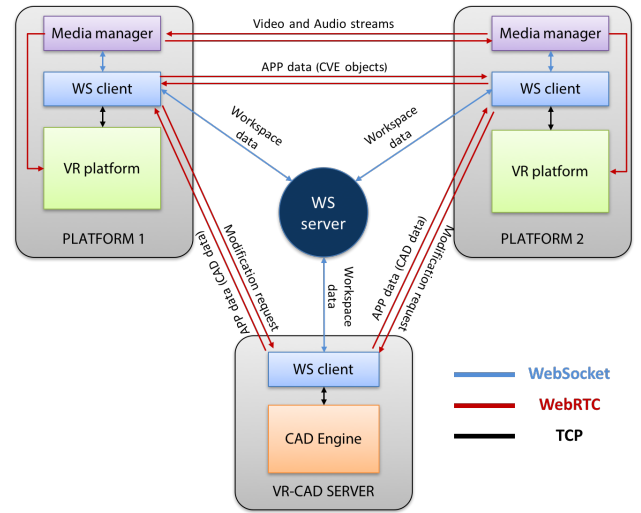 Video and Audio streams
Media manager
Media manager
APP data (CVE objects)
WS client
WS client
Workspace
data
Workspace
data
VR platform
VR platform
WS
server
PLATFORM 1
PLATFORM 2
Modification request
APP data (CAD data)
Workspace
data
APP data (CAD data)
Modification request
WS client
CAD Engine
VR-CAD SERVER
WebSocket
WebRTC
TCP